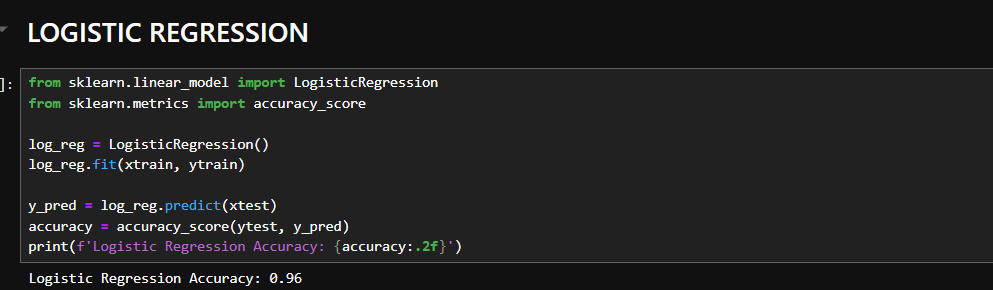 LOGISTIC REGRESSION
]:
from sklearn.linear_model import LogisticRegression
from sklearn.metrics import accuracy_score
log_reg = LogisticRegression()
log_reg.fit(xtrain, ytrain)
y_pred = log_reg.predict(xtest)
accuracy = accuracy_score(ytest, y_pred)
print(f'Logistic Regression Accuracy: {accuracy:.2f}')
Logistic Regression Accuracy: 0.96